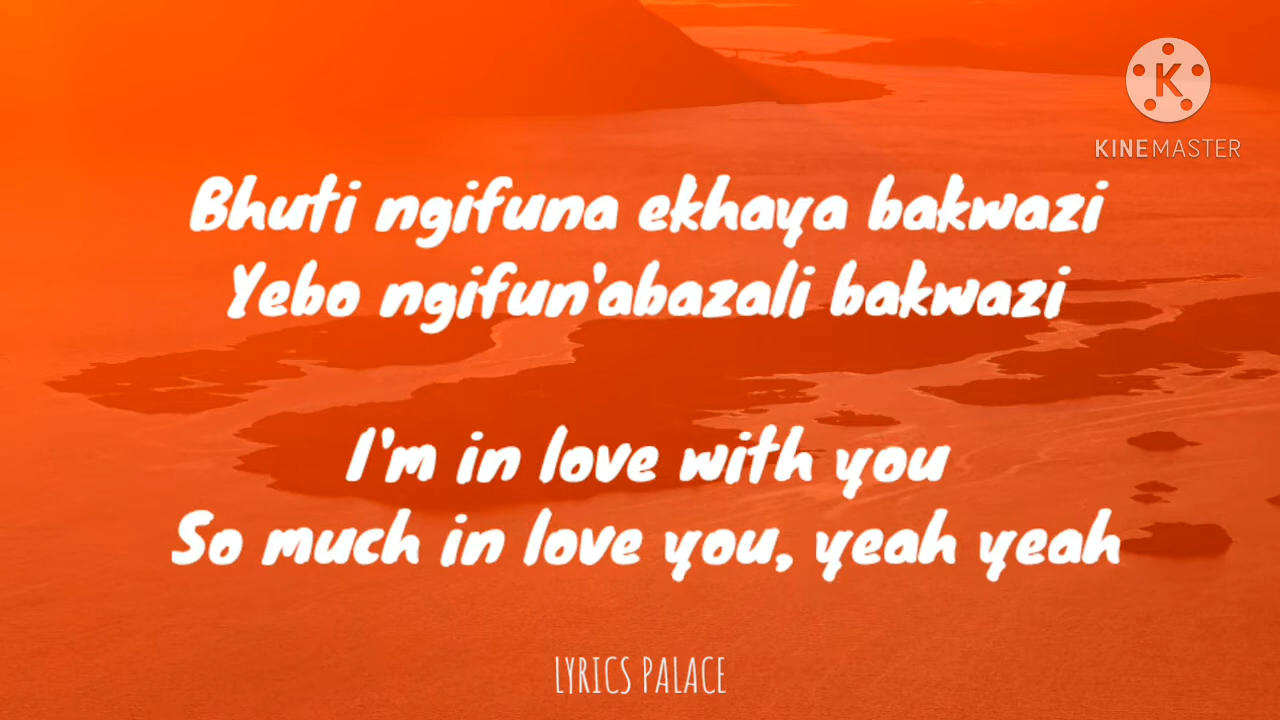 K
KINEMASTER
Bhuti ngifuna ekhaya bakwazi
Yebo ngifun'abazali bakwazi
I'm in love with you
So much in love you, yeah yeah
LYRICS PALACE